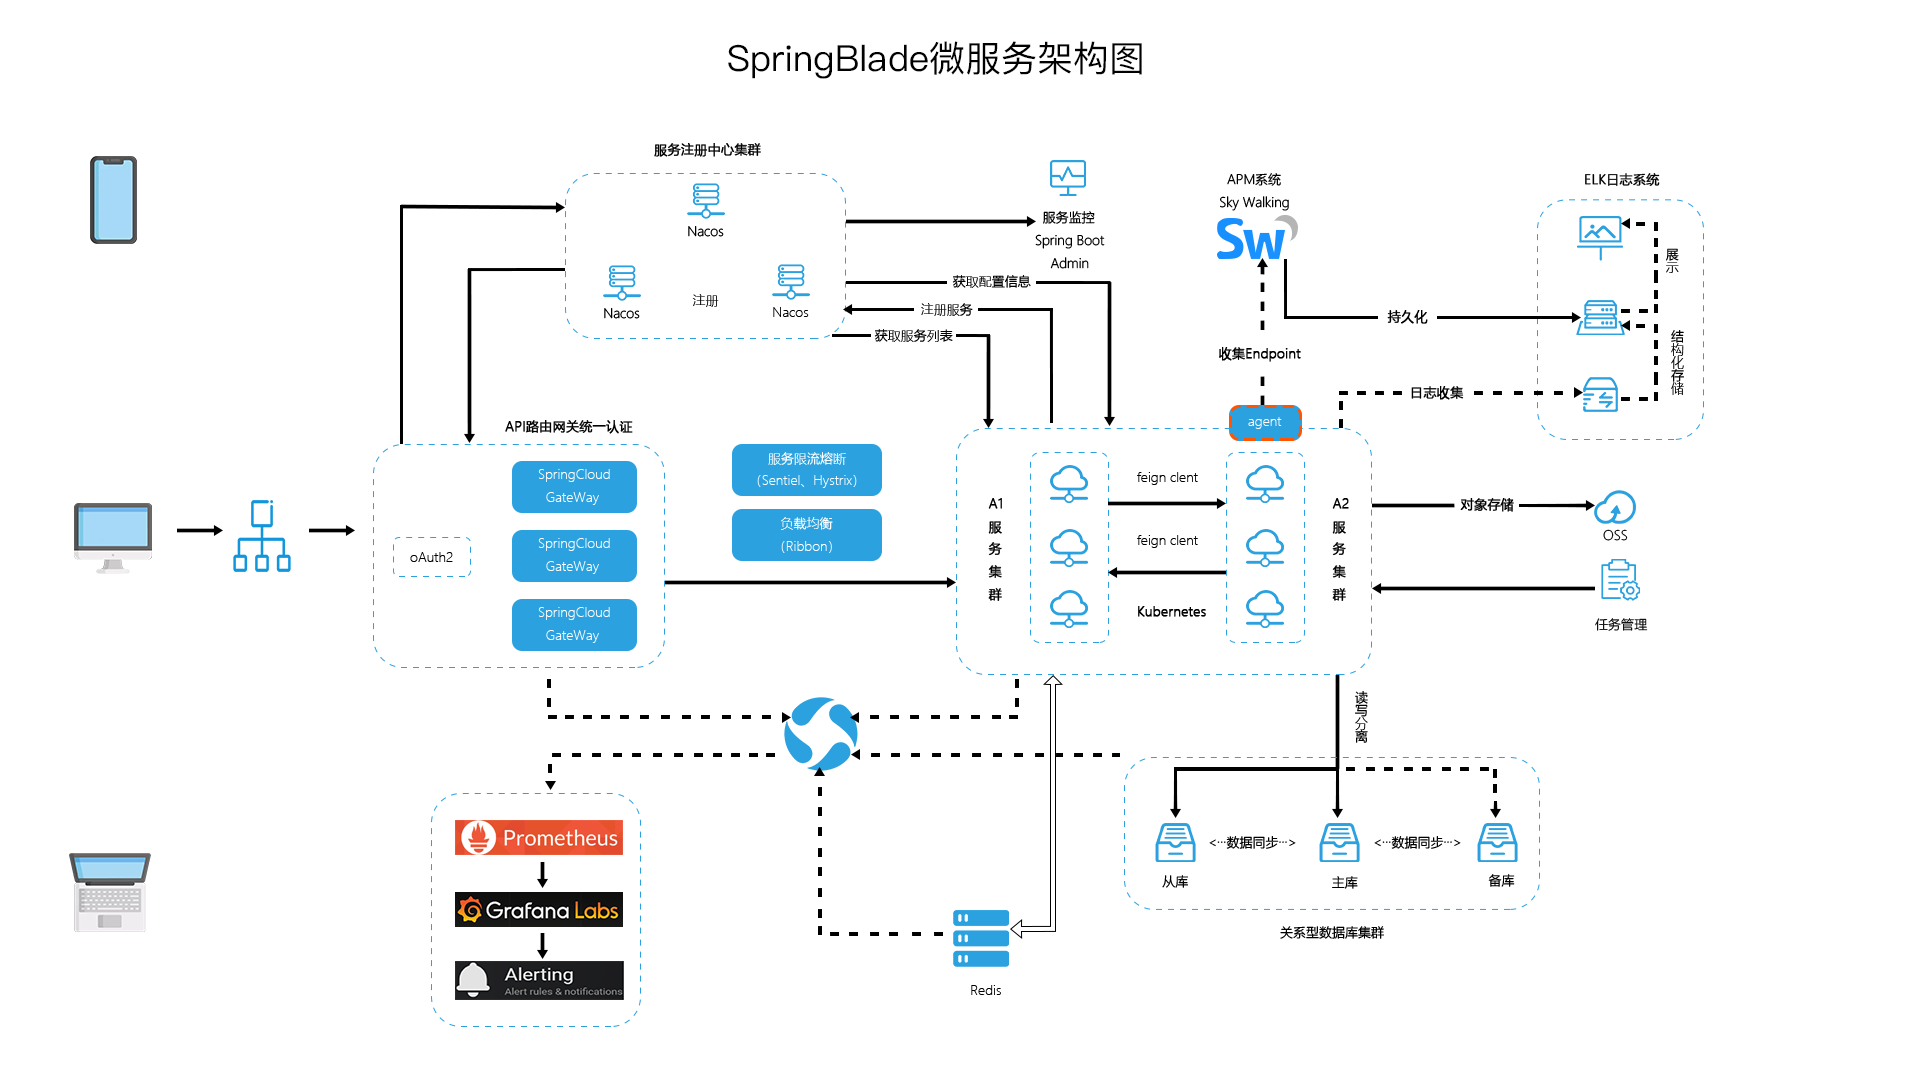 SpringBlade微服务架构图
服务注册中心集群
Nacos
Nacos
注册
Nacos
服务监控
Spring Boot
Admin
获取配置信息
注册服务
获取服务列表
APM系统
Sky Walking
Sw
收集Endpoint
持久化
日志收集
ELK日志系统
展示
结构化存储
API路由网关统一认证
oAuth2
SpringCloud
GateWay
SpringCloud
GateWay
SpringCloud
GateWay
服务限流熔断
(Sentiel、Hystrix)
负载均衡
(Ribbon)
agent
A1
服
务
集
群
feign clent
feign clent
Kubernetes
A2
服
务
集
群
对象存储
OSS
任务管理
读写分离
<···数据同步···>
<···数据同步···>
从库
主库
备库
关系型数据库集群
Prometheus
Grafana Labs
Alerting
Alert rules & notifications
Redis